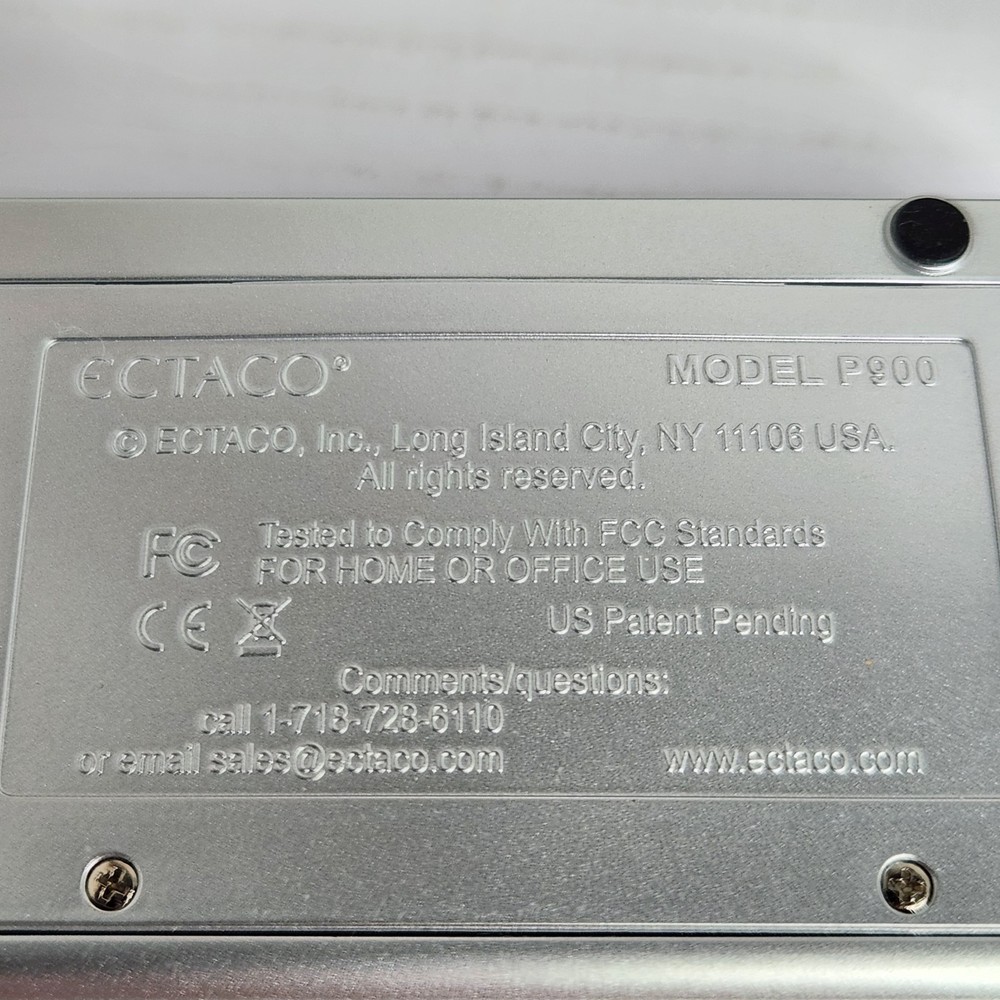 ECTACO® MODEL P900
© ECTACO, Inc., Long Island City, NY 11106 USA.
All rights reserved.
FC Tested to Comply With FCC Standards
FOR HOME OR OFFICE USE
CE US Patent Pending
Comments/questions:
call 1-718-728-6110
or email sales@ectaco.com www.ectaco.com